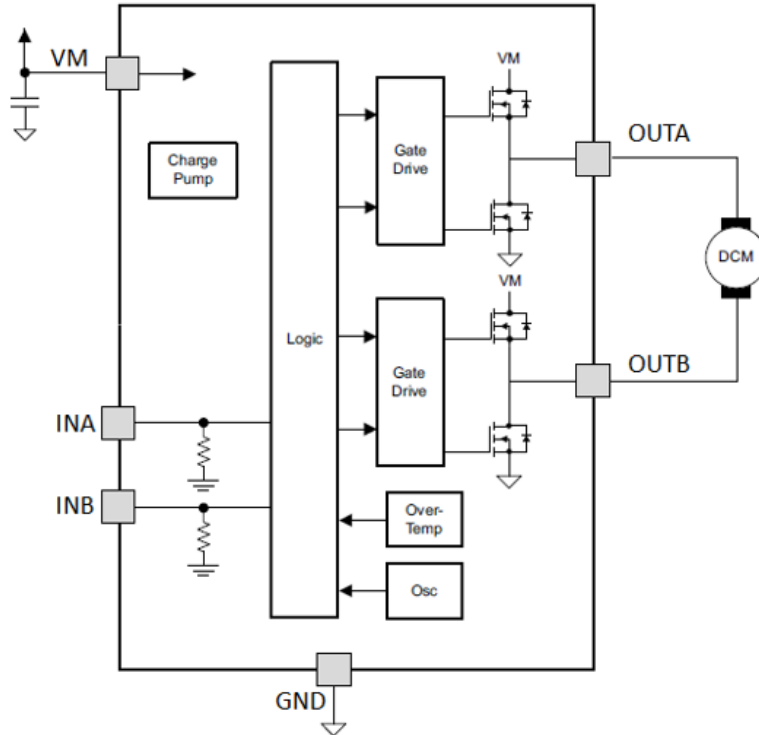 VM
Charge
Pump
Logic
Gate
Drive
VM
OUTA
DCM
Gate
Drive
VM
OUTB
INA
INB
Over-
Temp
Osc
GND